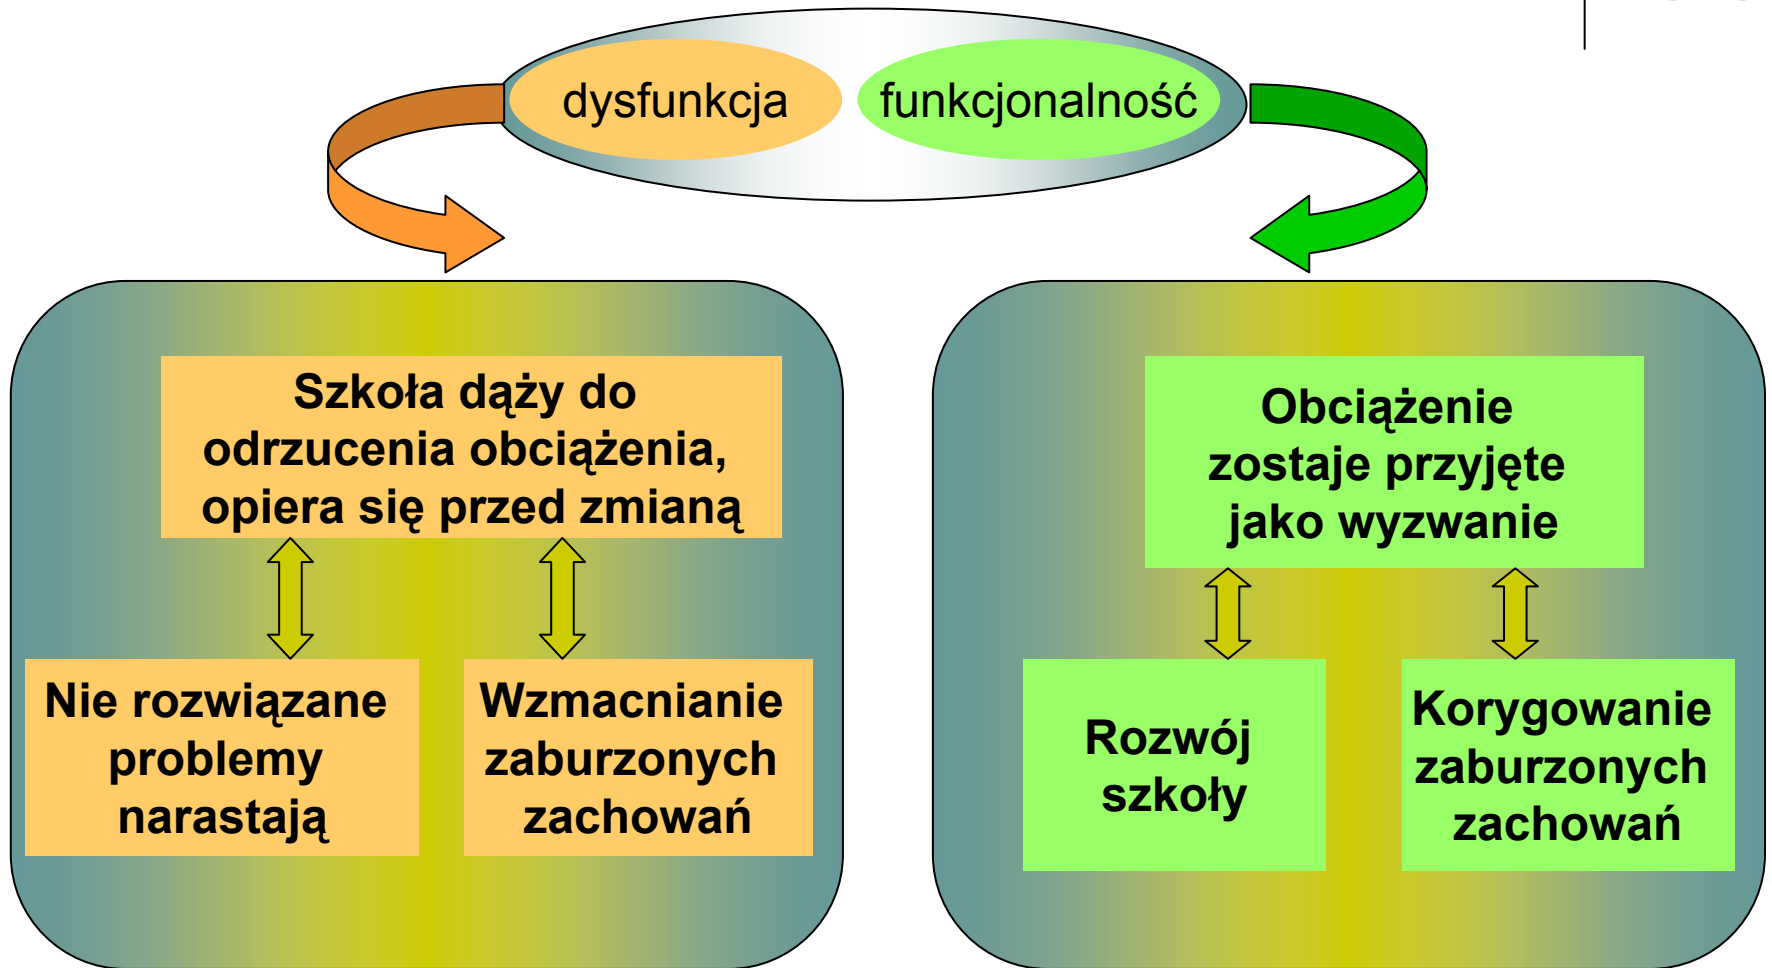 dysfunkcja
funkcjonalność
Szkoła dąży do
odrzucenia obciążenia,
opiera się przed zmianą
Nie rozwiązane
problemy
narastają
Wzmacnianie
zaburzonych
zachowań
Obciążenie
zostaje przyjęte
jako wyzwanie
Rozwój
szkoły
Korygowanie
zaburzonych
zachowań